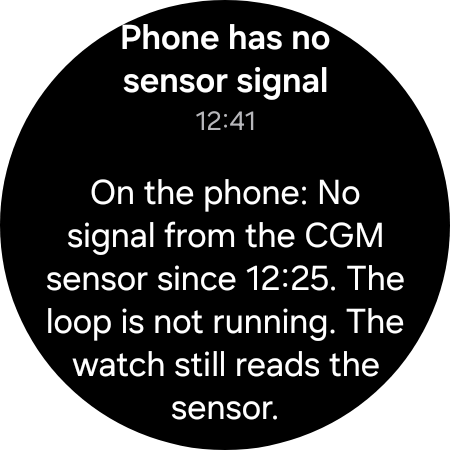 Phone has no
sensor signal
12:41
On the phone: No
signal from the CGM
sensor since 12:25. The
loop is not running. The
watch still reads the
sensor.